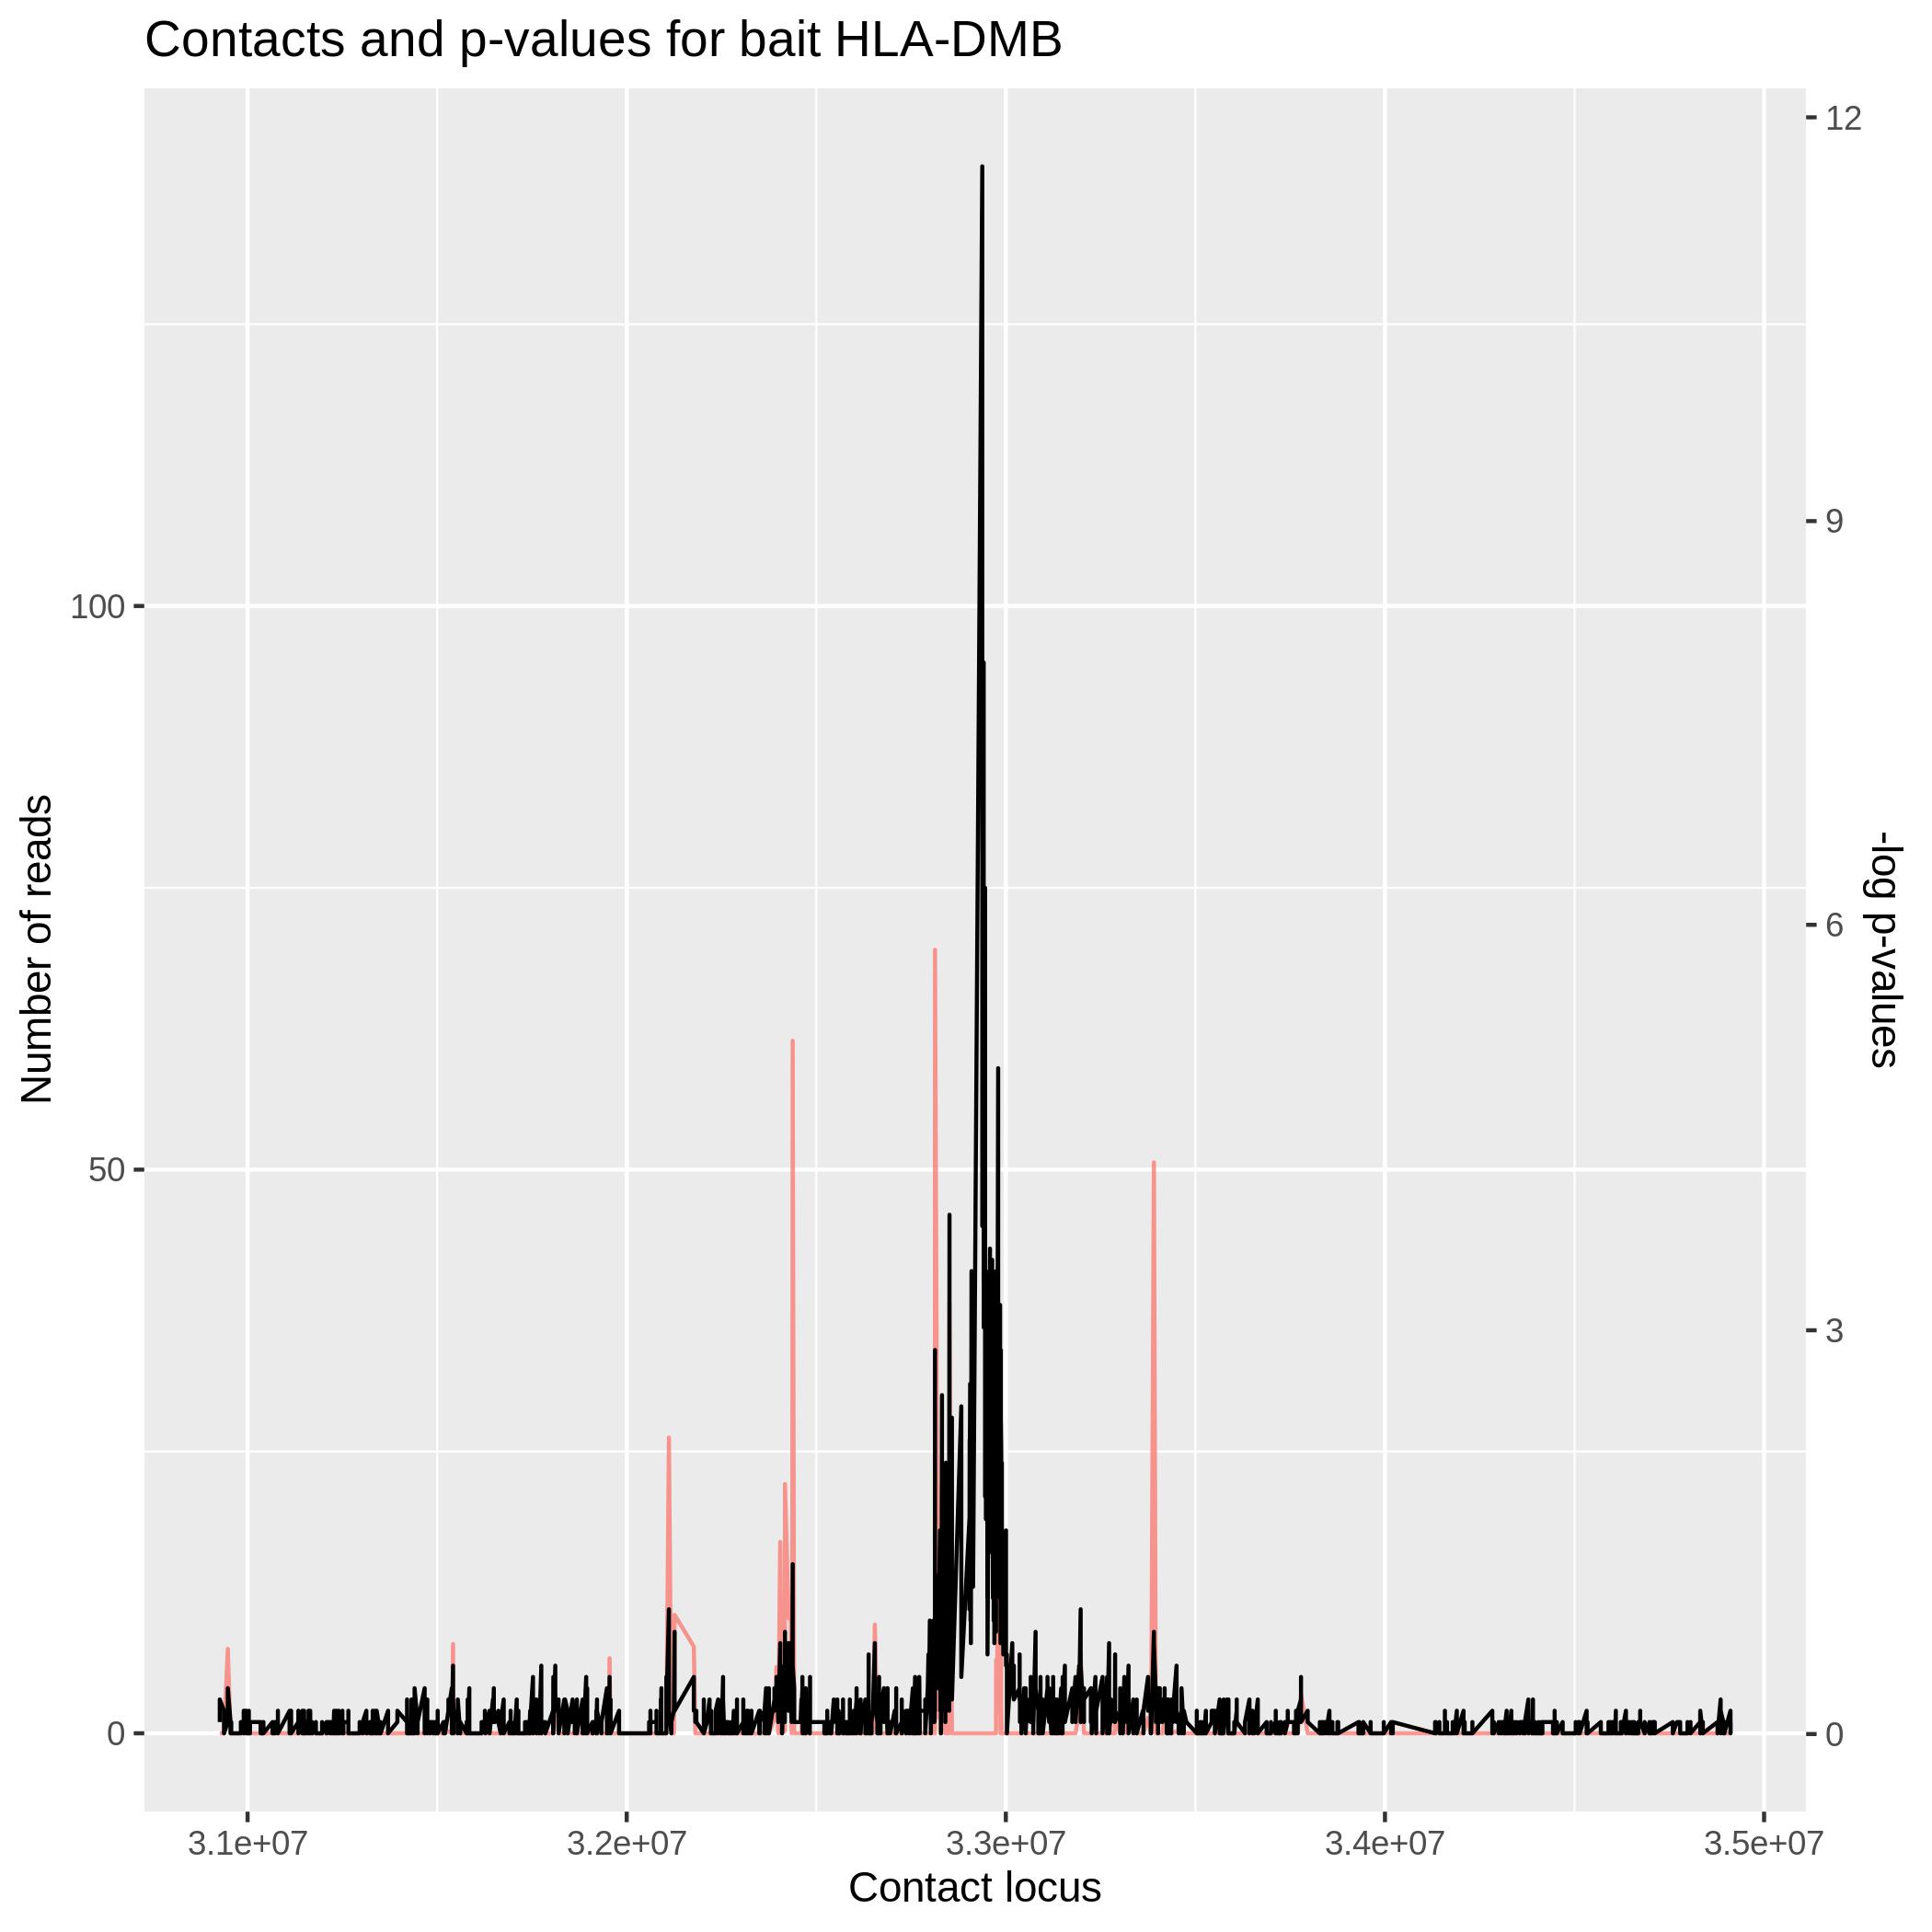 Contacts and p-values for bait HLA-DMB
Number of reads
100
50
0
12
9
6
3
0
-log p-values
3.1e+07
3.2e+07
3.3e+07
3.4e+07
3.5e+07
Contact locus